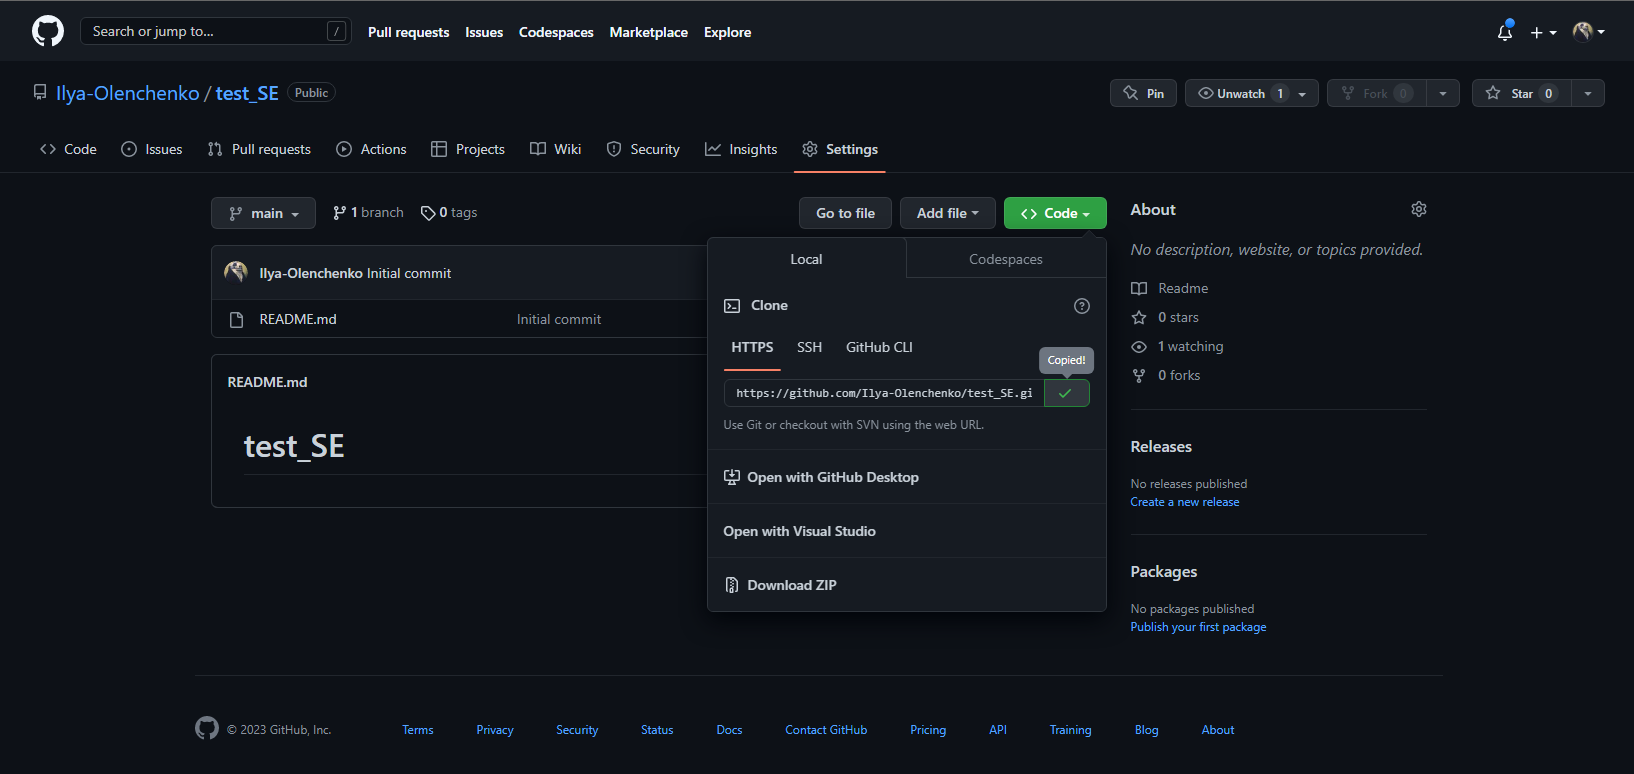 Search or jump to... /
Pull requests Issues Codespaces Marketplace Explore
Ilya-Olenchenko / test_SE Public
Pin Unwatch 1 Fork 0 Star 0
Code Issues Pull requests Actions Projects Wiki Security Insights Settings
main 1 branch 0 tags
Go to file Add file Code
Ilya-Olenchenko Initial commit
README.md Initial commit
README.md
test_SE
Local Codespaces
Clone
HTTPS SSH GitHub CLI
Copied!
https://github.com/Ilya-Olenchenko/test_SE.gi
Use Git or checkout with SVN using the web URL.
Open with GitHub Desktop
Open with Visual Studio
Download ZIP
About
No description, website, or topics provided.
Readme
0 stars
1 watching
0 forks
Releases
No releases published
Create a new release
Packages
No packages published
Publish your first package
© 2023 GitHub, Inc. Terms Privacy Security Status Docs Contact GitHub Pricing API Training Blog About